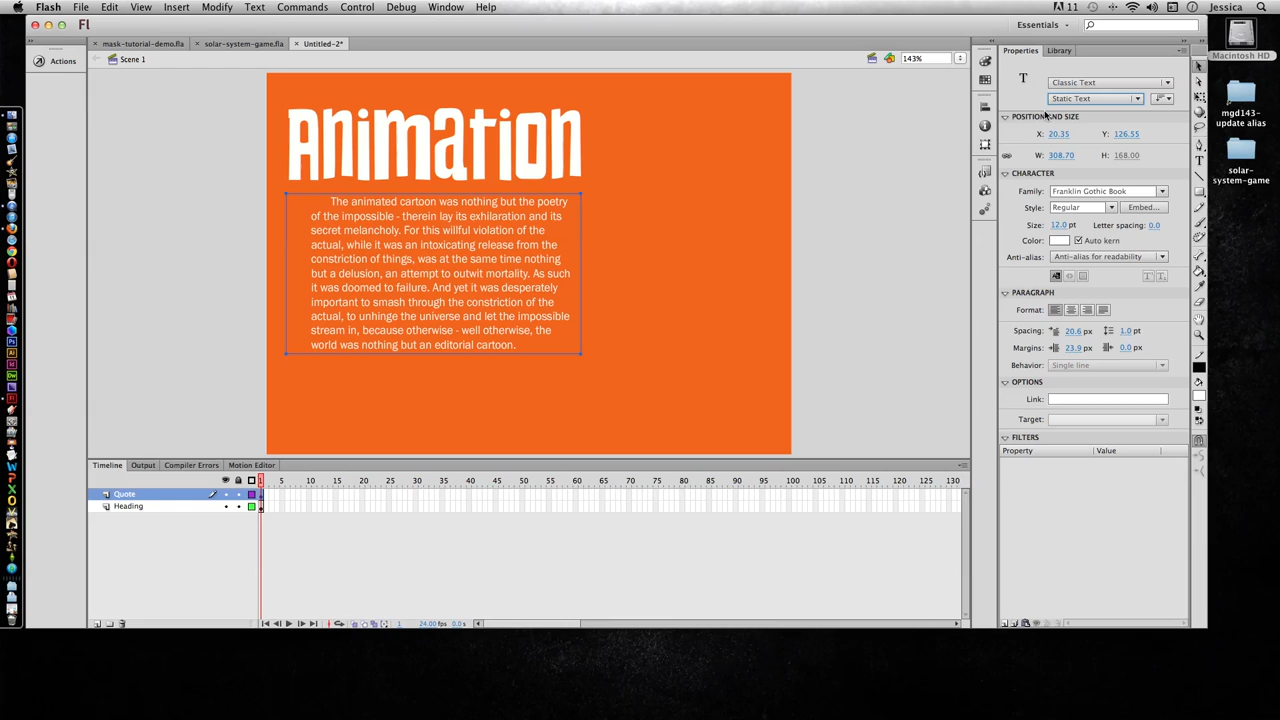 Flash File Edit View Insert Modify Text Commands Control Debug Window Help 11 Jessica
Fl Essentials
mask-tutorial-demo.fla solar-system-game.fla Untitled-2*
Actions
Scene 1 143%
Animation
The animated cartoon was nothing but the poetry
of the impossible - therein lay its exhilaration and its
secret melancholy. For this willful violation of the
actual, while it was an intoxicating release from the
constriction of things, was at the same time nothing
but a delusion, an attempt to outwit mortality. As such
it was doomed to failure. And yet it was desperately
important to smash through the constriction of the
actual, to unhinge the universe and let the impossible
stream in, because otherwise - well otherwise, the
world was nothing but an editorial cartoon.
Properties Library
T Classic Text
Static Text
POSITION AND SIZE
X: 20.35 Y: 126.55
W: 308.70 H: 168.00
CHARACTER
Family: Franklin Gothic Book
Style: Regular Embed...
Size: 12.0 pt Letter spacing: 0.0
Color: Auto kern
Anti-alias: Anti-alias for readability
PARAGRAPH
Format:
Spacing: 20.6 px 1.0 pt
Margins: 23.9 px 0.0 px
Behavior: Single line
OPTIONS
Link:
Target:
FILTERS
Property Value
Macintosh HD
mgd143-
update alias
solar-
system-game
Timeline Output Compiler Errors Motion Editor
1 5 10 15 20 25 30 35 40 45 50 55 60 65 70 75 80 85 90 95 100 105 110 115 120 125 130
Quote
Heading
1 24.00 fps 0.0 s